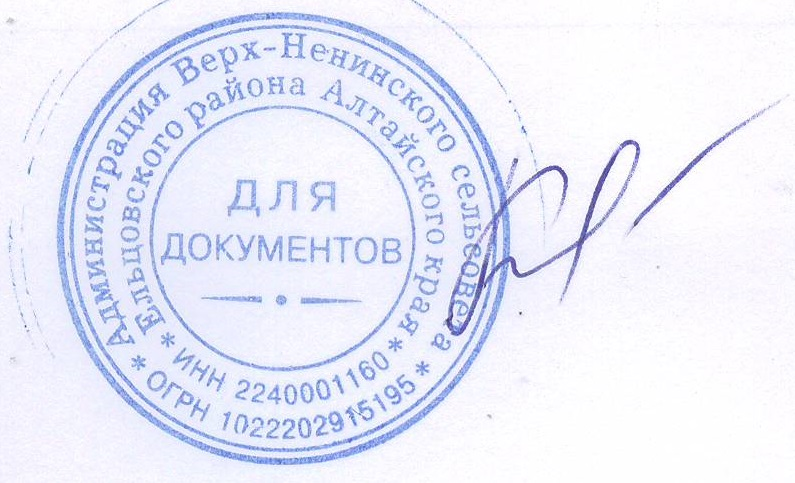 * Администрация Верх-Ненинского сельсовета *
ОГРН 1022202915195
* Ельцовского района Алтайского края *
ИНН 2240001160
ДЛЯ
ДОКУМЕНТОВ